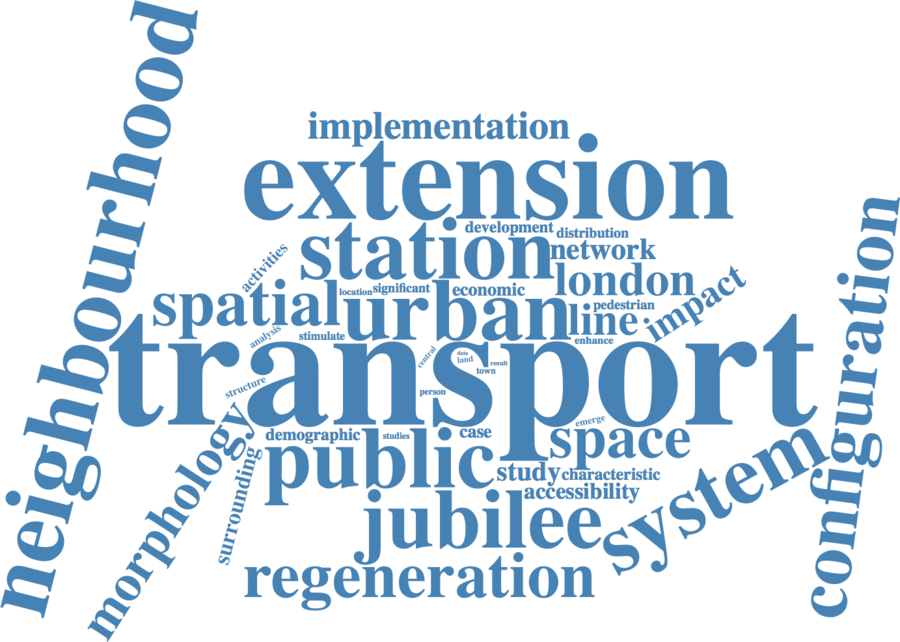 neighbourhood
implementation
extension
development
distribution
station
network
activities
london
location
significant
economic
spatial
urban
pedestrian
line
impact
configuration
analysis
stimulate
enhance
transport
central
data
land
result
town
person
structure
emerge
demographic
studies
case
space
morphology
public
surrounding
study
characteristic
system
accessibility
jubilee
regeneration